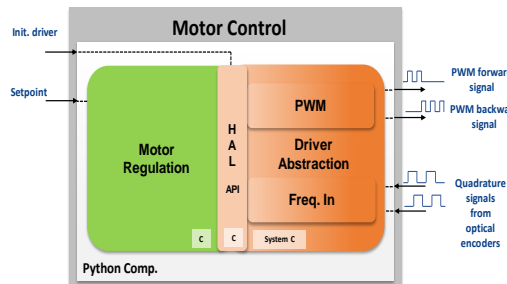 Motor Control
Init. driver
Setpoint
Motor
Regulation
H
A
L
API
PWM
Driver
Abstraction
Freq. In
C
C
System C
Python Comp.
PWM forwar
signal
PWM backwa
signal
Quadrature
signals
from
optical
encoders